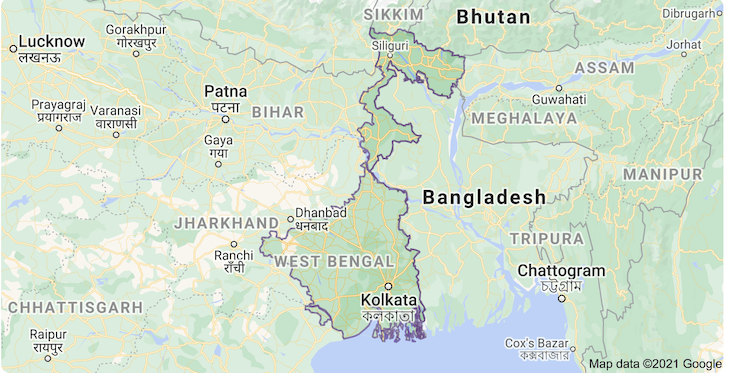 SIKKIM
Bhutan
Dibrugarh
Gorakhpur
गोरखपुर
Lucknow
लखनऊ
Siliguri
Jorhat
ASSAM
Patna
पटना
Guwahati
Prayagraj
प्रयागराज
Varanasi
वाराणसी
BIHAR
MEGHALAYA
Gaya
गया
MANIPUR
Bangladesh
Dhanbad
धनबाद
JHARKHAND
TRIPURA
Ranchi
राँची
WEST BENGAL
Chattogram
চট্টগ্রাম
Kolkata
কলকাতা
CHHATTISGARH
Raipur
रायपुर
Cox's Bazar
কক্সবাজার
Map data ©2021 Google